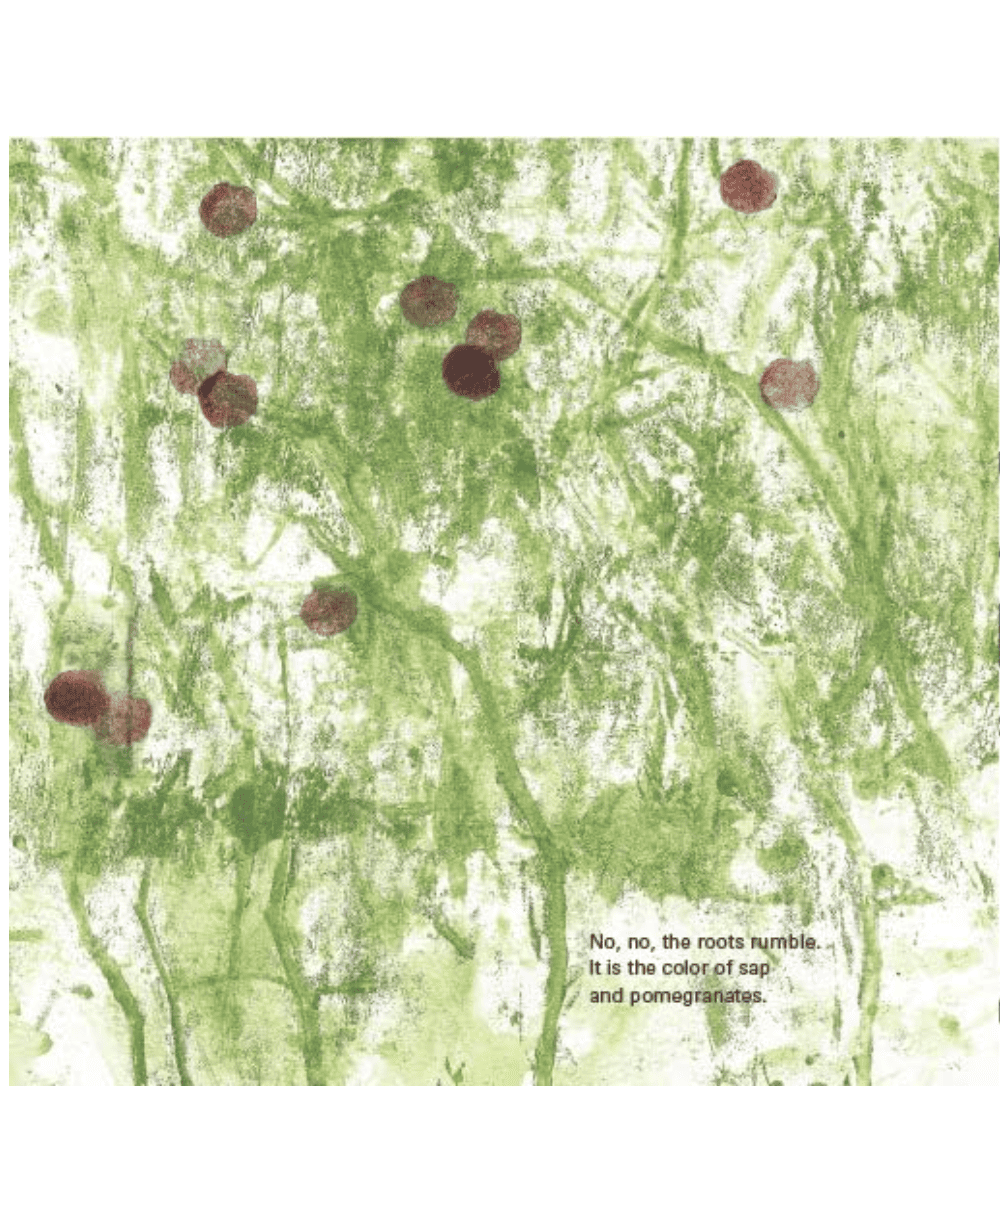 No, no, the roots rumble.
It is the color of sap
and pomegranates.